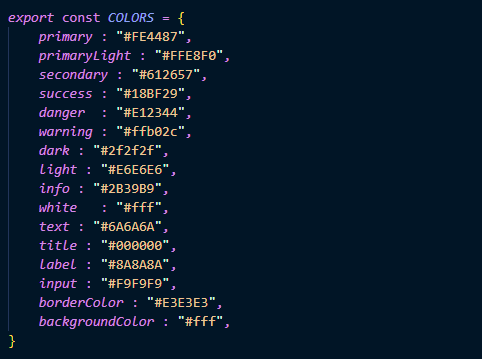 export const COLORS = {
    primary : "#FE4487",
    primaryLight : "#FFE8F0",
    secondary : "#612657",
    success : "#18BF29",
    danger  : "#E12344",
    warning : "#ffb02c",
    dark : "#2f2f2f",
    light : "#E6E6E6",
    info : "#2B39B9",
    white   : "#fff",
    text : "#6A6A6A",
    title : "#000000",
    label : "#8A8A8A",
    input : "#F9F9F9",
    borderColor : "#E3E3E3",
    backgroundColor : "#fff",
}